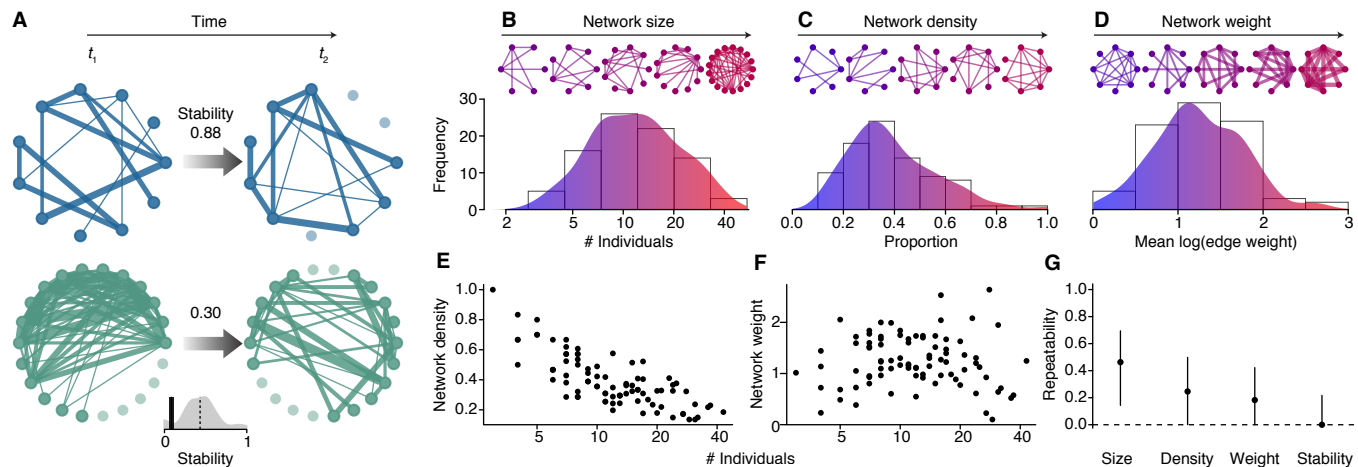 A
Time
t1
t2
Stability
0.88
0.30
0
1
Stability
B
Network size
30
20
10
0
Frequency
2
5
10
20
40
# Individuals
C
Network density
0.0
0.2
0.4
0.6
0.8
1.0
Proportion
D
Network weight
0
1
2
3
Mean log(edge weight)
E
1.0
0.8
0.6
0.4
0.2
Network density
5
10
20
40
F
2
1
0
Network weight
5
10
20
40
# Individuals
G
1.0
0.8
0.6
0.4
0.2
0.0
Repeatability
Size
Density
Weight
Stability